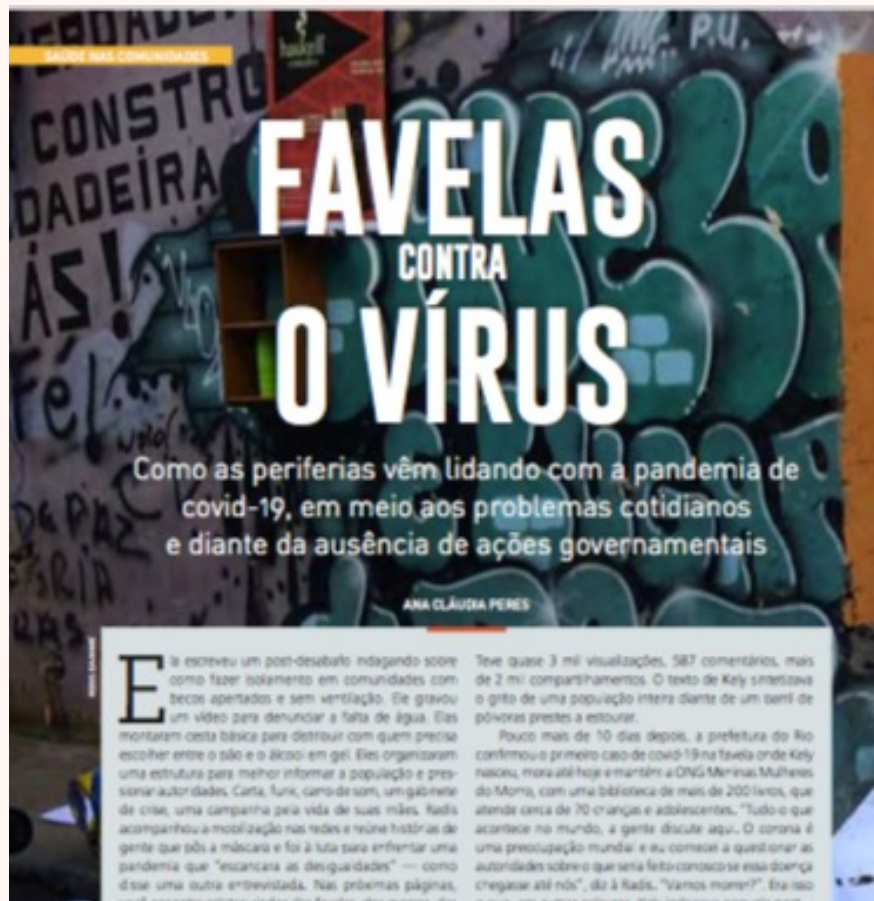 SAÚDE NAS COMUNIDADES
VERDADE
haskell
P.U.
CONSTRO
DADEIRA
ÁS!
Fé!
FAVELAS
CONTRA
O VÍRUS
Como as periferias vêm lidando com a pandemia de
covid-19, em meio aos problemas cotidianos
e diante da ausência de ações governamentais
ANA CLÁUDIA PERES
Ela escreveu um post-desabafo indagando sobre
como fazer isolamento em comunidades com
becos apertados e sem ventilação. Ele gravou
um vídeo para denunciar a falta de água. Elas
montaram cesta básica para distribuir com quem precisa
escolher entre o pão e o álcool em gel. Eles organizaram
uma estrutura para melhor informar a população e pres-
sionar autoridades. Carta, funk, carro de som, um gabinete
de crise, uma campanha pela vida de suas mães. Radis
acompanhou a mobilização nas redes e reúne histórias de
gente que pôs a máscara e foi à luta para enfrentar uma
pandemia que "escancara as desigualdades" — como
disse uma outra entrevistada. Nas próximas páginas,
Teve quase 3 mil visualizações, 587 comentários, mais
de 2 mil compartilhamentos. O texto de Kely sintetizava
o grito de uma população inteira diante de um barril de
pólvoras prestes a estourar.
Pouco mais de 10 dias depois, a prefeitura do Rio
confirmou o primeiro caso de covid-19 na favela onde Kely
nasceu, mora até hoje e mantém a ONG Meninas Mulheres
do Morro, com uma biblioteca de mais de 200 livros, que
atende cerca de 70 crianças e adolescentes. "Tudo o que
acontece no mundo, a gente discute aqui. O corona é
uma preocupação mundial e eu comecei a questionar as
autoridades sobre o que seria feito conosco se essa doença
chegasse até nós", diz à Radis. "Vamos morrer?". Era isso